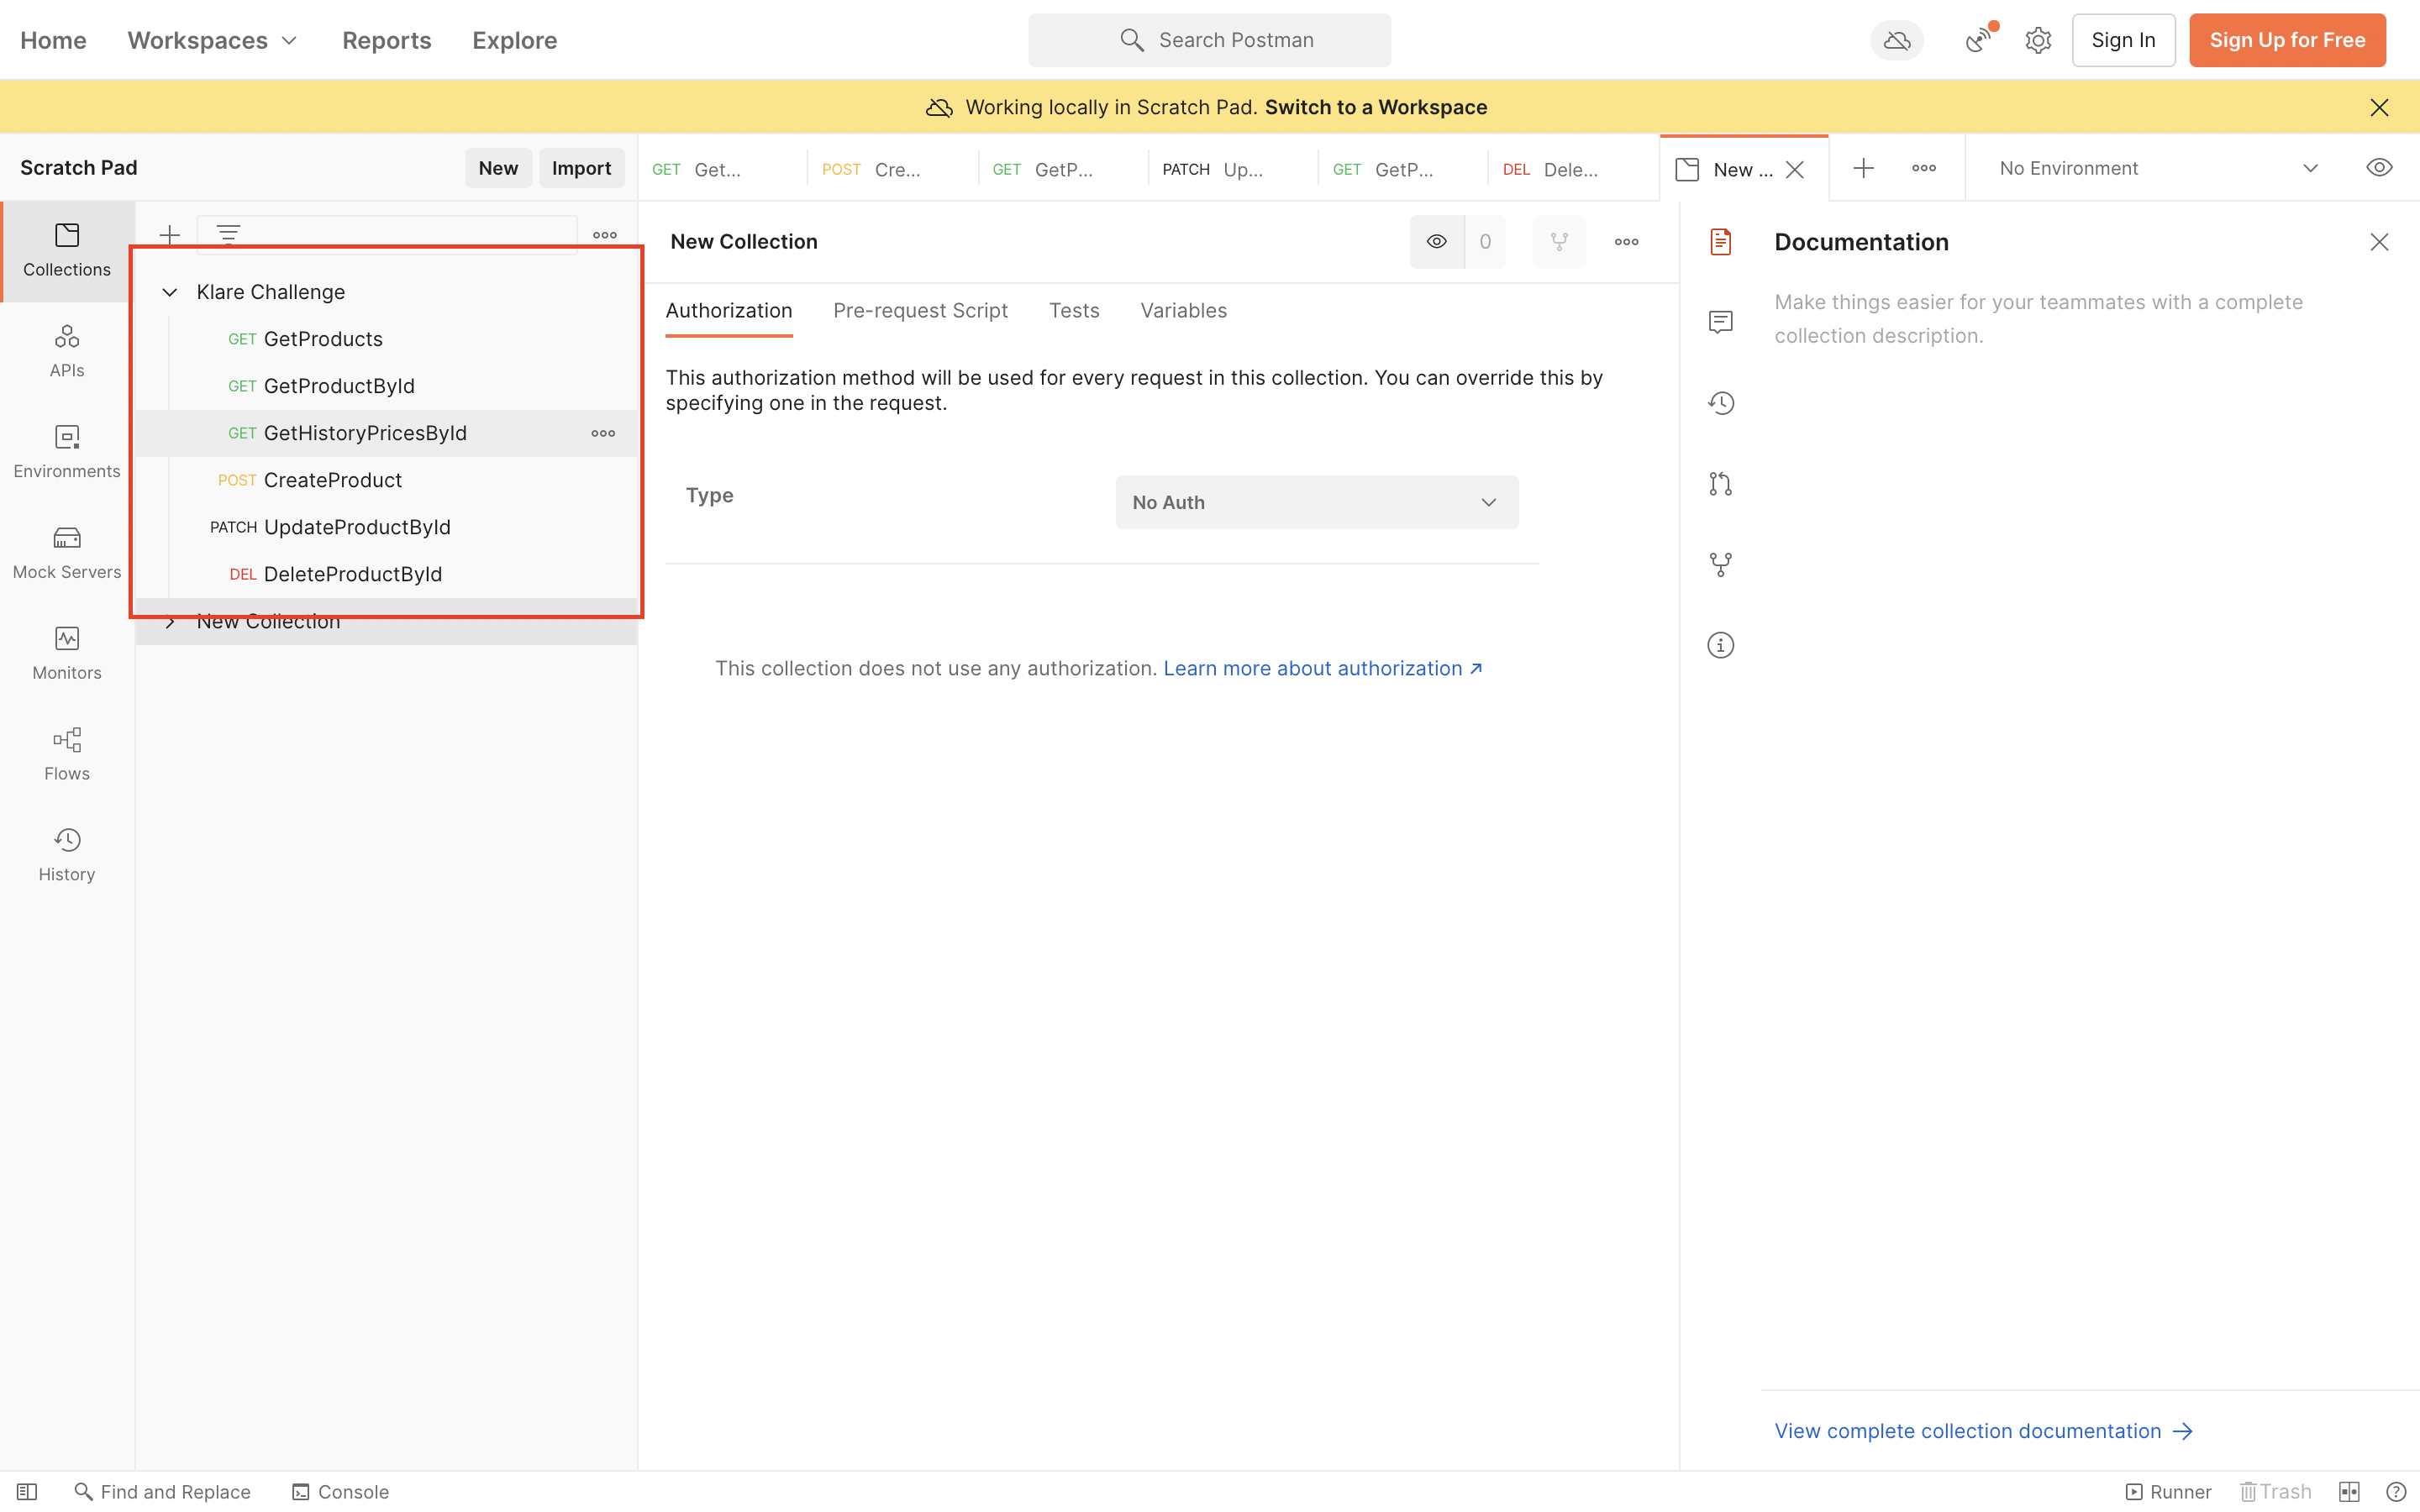 Home Workspaces Reports Explore Search Postman Sign In Sign Up for Free
Working locally in Scratch Pad. Switch to a Workspace
Scratch Pad New Import GET Get... POST Cre... GET GetP... PATCH Up... GET GetP... DEL Dele... New ... No Environment
Collections
APIs
Environments
Mock Servers
Monitors
Flows
History
Klare Challenge
GET GetProducts
GET GetProductById
GET GetHistoryPricesById
POST CreateProduct
PATCH UpdateProductById
DEL DeleteProductById
New Collection
New Collection 0
Authorization Pre-request Script Tests Variables
This authorization method will be used for every request in this collection. You can override this by
specifying one in the request.
Type No Auth
This collection does not use any authorization. Learn more about authorization ↗
Documentation
Make things easier for your teammates with a complete
collection description.
View complete collection documentation →
Find and Replace Console Runner Trash